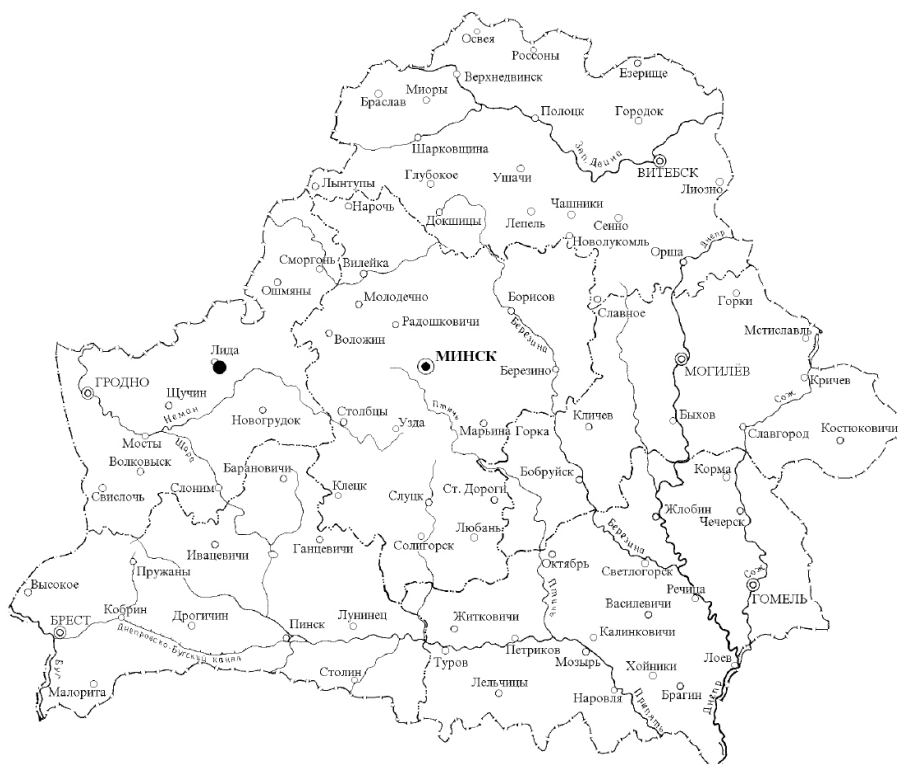 Освея
Россоны
Езерище
Верхнедвинск
Миоры
Браслав
Полоцк
Городок
Шарковщина
Зап. Двина
ВИТЕБСК
Глубокое
Ушачи
Лиозно
Лынтупы
Нарочь
Докшицы
Лепель
Чашники
Сенно
Новолукомль
Орша
Днепр
Сморгонь
Вилейка
Ошмяны
Молодечно
Борисов
Славное
Горки
Радошковичи
Березина
Мстиславль
Воложин
Лида
МИНСК
Березино
МОГИЛЁВ
ГРОДНО
Кричев
Щучин
Неман
Новогрудок
Столбцы
Узда
Птичь
Марьина Горка
Кличев
Быхов
Сож
Славгород
Костюковичи
Мосты
Щара
Волковыск
Барановичи
Бобруйск
Корма
Свислочь
Слоним
Клецк
Слуцк
Ст. Дороги
Жлобин
Чечерск
Любань
Березина
Ивацевичи
Ганцевичи
Солигорск
Октябрь
Светлогорск
Сож
Пружаны
Высокое
Птичь
Речица
ГОМЕЛЬ
Василевичи
Кобрин
БРЕСТ
Дрогичин
Пинск
Лунинец
Житковичи
Калинковичи
Днепровско-Бугский канал
Туров
Петриков
Мозырь
Хойники
Лоев
Буг
Малорита
Столин
Лельчицы
Наровля
Припять
Брагин
Днепр